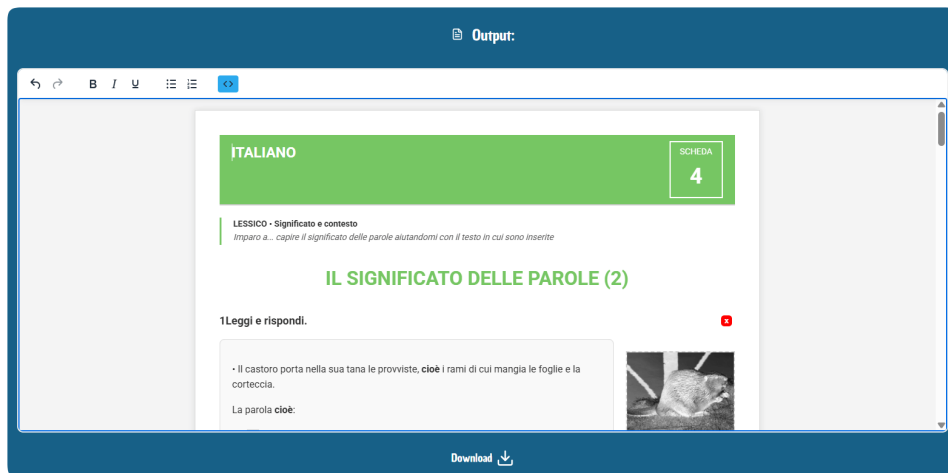 Output:
B I U
ITALIANO
SCHEDA
4
LESSICO • Significato e contesto
Imparo a... capire il significato delle parole aiutandomi con il testo in cui sono inserite
IL SIGNIFICATO DELLE PAROLE (2)
1Leggi e rispondi.
x
• Il castoro porta nella sua tana le provviste, cioè i rami di cui mangia le foglie e la
corteccia.
La parola cioè:
Download